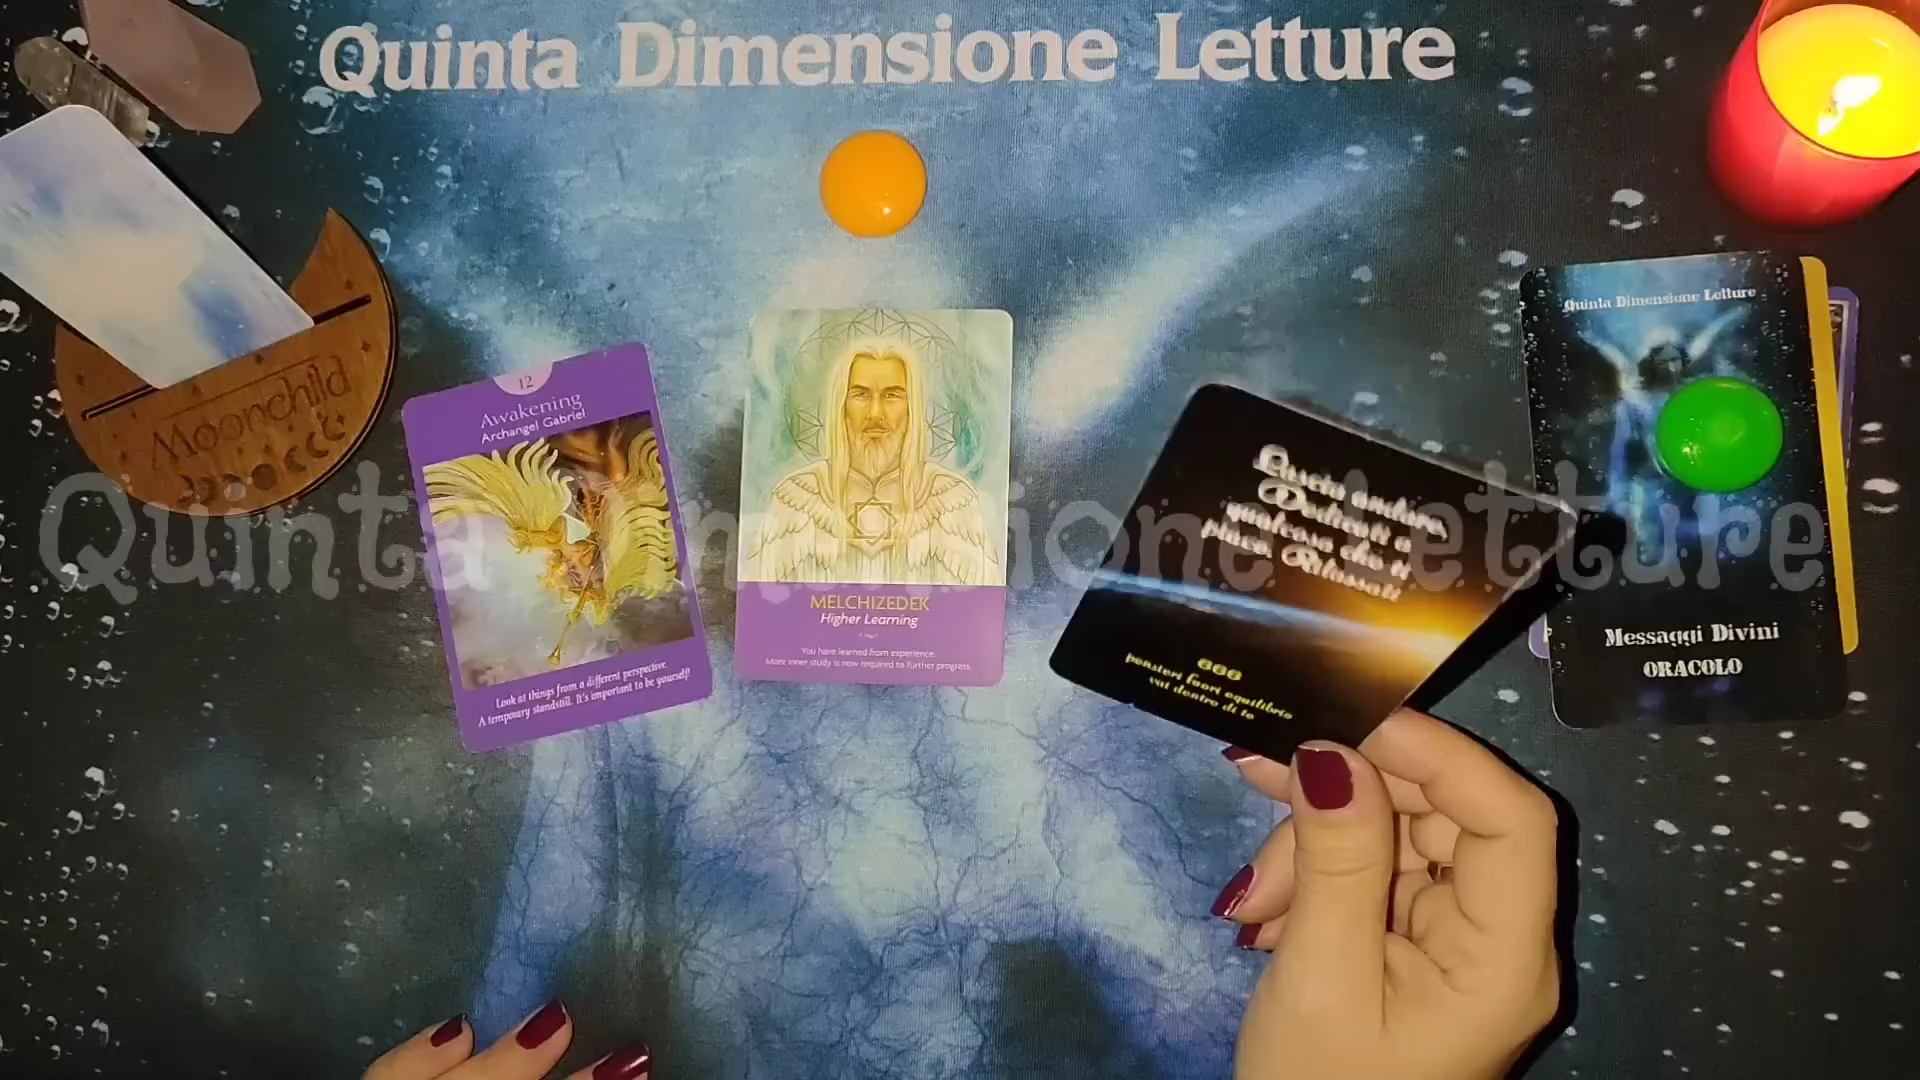 Quinta Dimensione Letture
Moonchild
12
Awakening
Archangel Gabriel
Look at things from a different perspective.
A temporary standstill. It's important to be yourself!
MELCHIZEDEK
Higher Learning
You have learned from experience.
More inner study is now required to further progress.
Lascia andare.
Dedicati a
qualcosa che ti
piace. Rilassati
666
pensieri fuori equilibrio
vai dentro di te
Quinta Dimensione Letture
Messaggi Divini
ORACOLO
Quinta Dimensione Letture